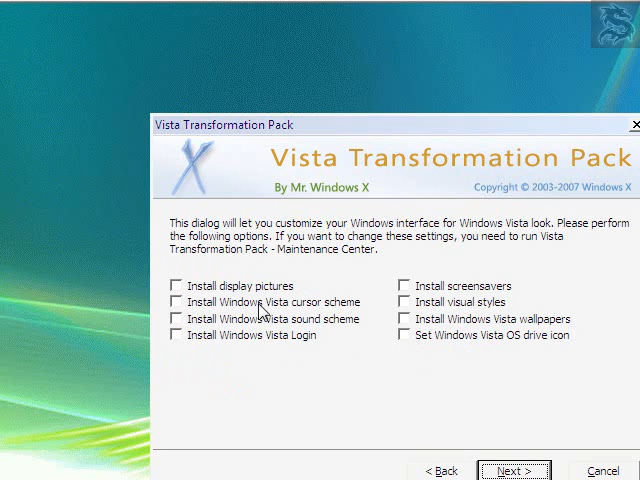 Vista Transformation Pack
Vista Transformation Pack
By Mr. Windows X
Copyright © 2003-2007 Windows X
This dialog will let you customize your Windows interface for Windows Vista look. Please perform
the following options. If you want to change these settings, you need to run Vista
Transformation Pack - Maintenance Center.
Install display pictures
Install screensavers
Install Windows Vista cursor scheme
Install visual styles
Install Windows Vista sound scheme
Install Windows Vista wallpapers
Install Windows Vista Login
Set Windows Vista OS drive icon
< Back
Next >
Cancel